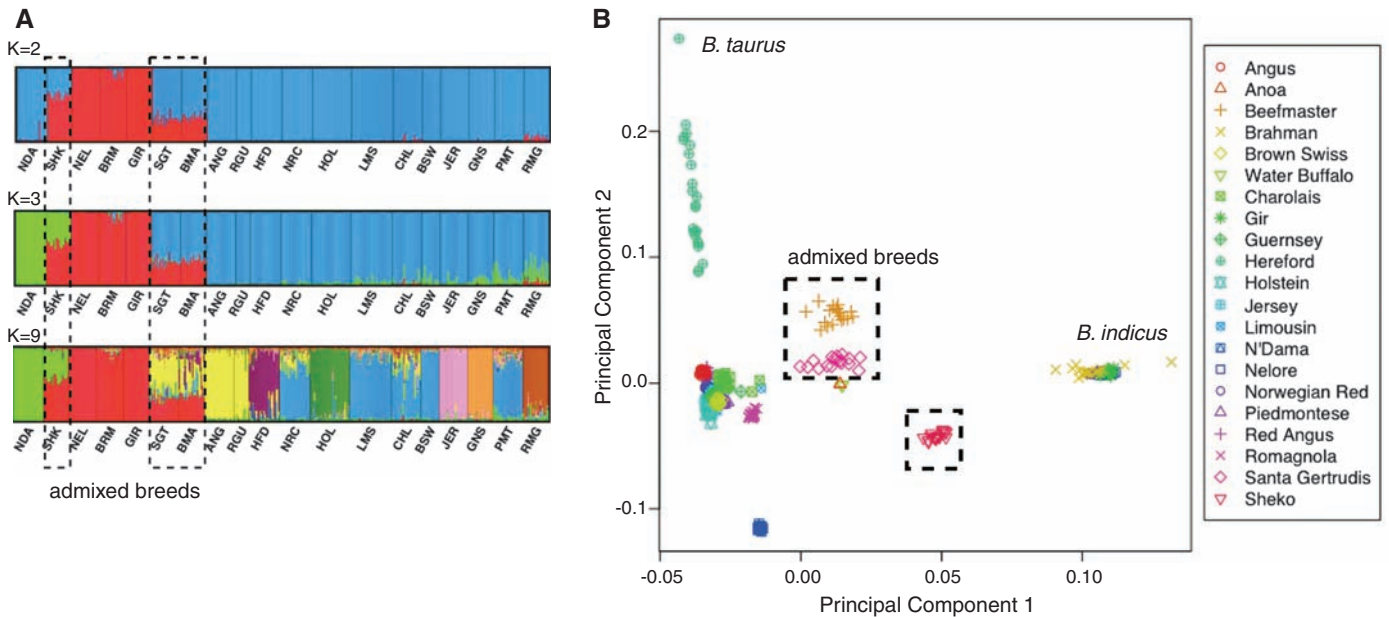 A
K=2
NDA SHK NEL BRM GIR SGT BMA ANG RGU HFD NRC HOL LMS CHL BSW JER GNS PMT RMG
K=3
NDA SHK NEL BRM GIR SGT BMA ANG RGU HFD NRC HOL LMS CHL BSW JER GNS PMT RMG
K=9
NDA SHK NEL BRM GIR SGT BMA ANG RGU HFD NRC HOL LMS CHL BSW JER GNS PMT RMG
admixed breeds
B
B. taurus
admixed breeds
B. indicus
Principal Component 2
0.2
0.1
0.0
-0.1
-0.05 0.00 0.05 0.10
Principal Component 1
Angus
Anoa
Beefmaster
Brahman
Brown Swiss
Water Buffalo
Charolais
Gir
Guernsey
Hereford
Holstein
Jersey
Limousin
N'Dama
Nelore
Norwegian Red
Piedmontese
Red Angus
Romagnola
Santa Gertrudis
Sheko